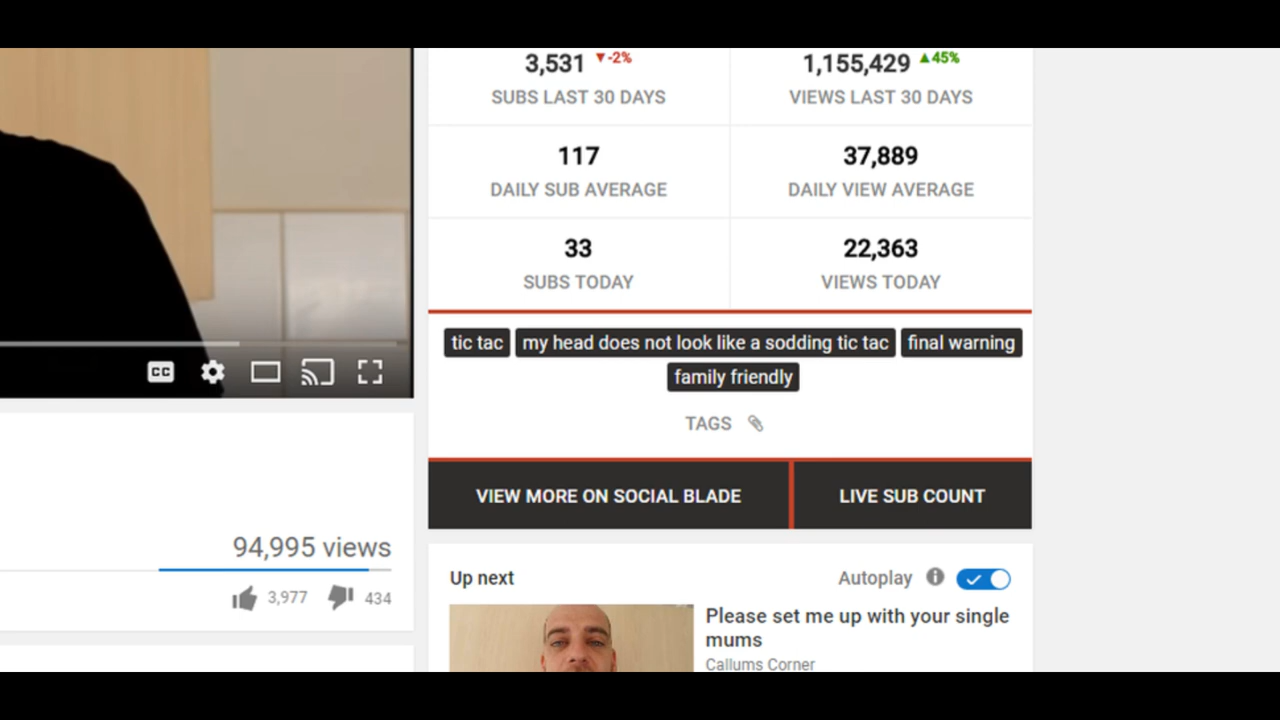 3,531 ▼-2%
SUBS LAST 30 DAYS
1,155,429 ▲45%
VIEWS LAST 30 DAYS
117
DAILY SUB AVERAGE
37,889
DAILY VIEW AVERAGE
33
SUBS TODAY
22,363
VIEWS TODAY
tic tac my head does not look like a sodding tic tac final warning
family friendly
TAGS
CC
VIEW MORE ON SOCIAL BLADE LIVE SUB COUNT
94,995 views
3,977 434
Up next Autoplay
Please set me up with your single
mums
Callums Corner